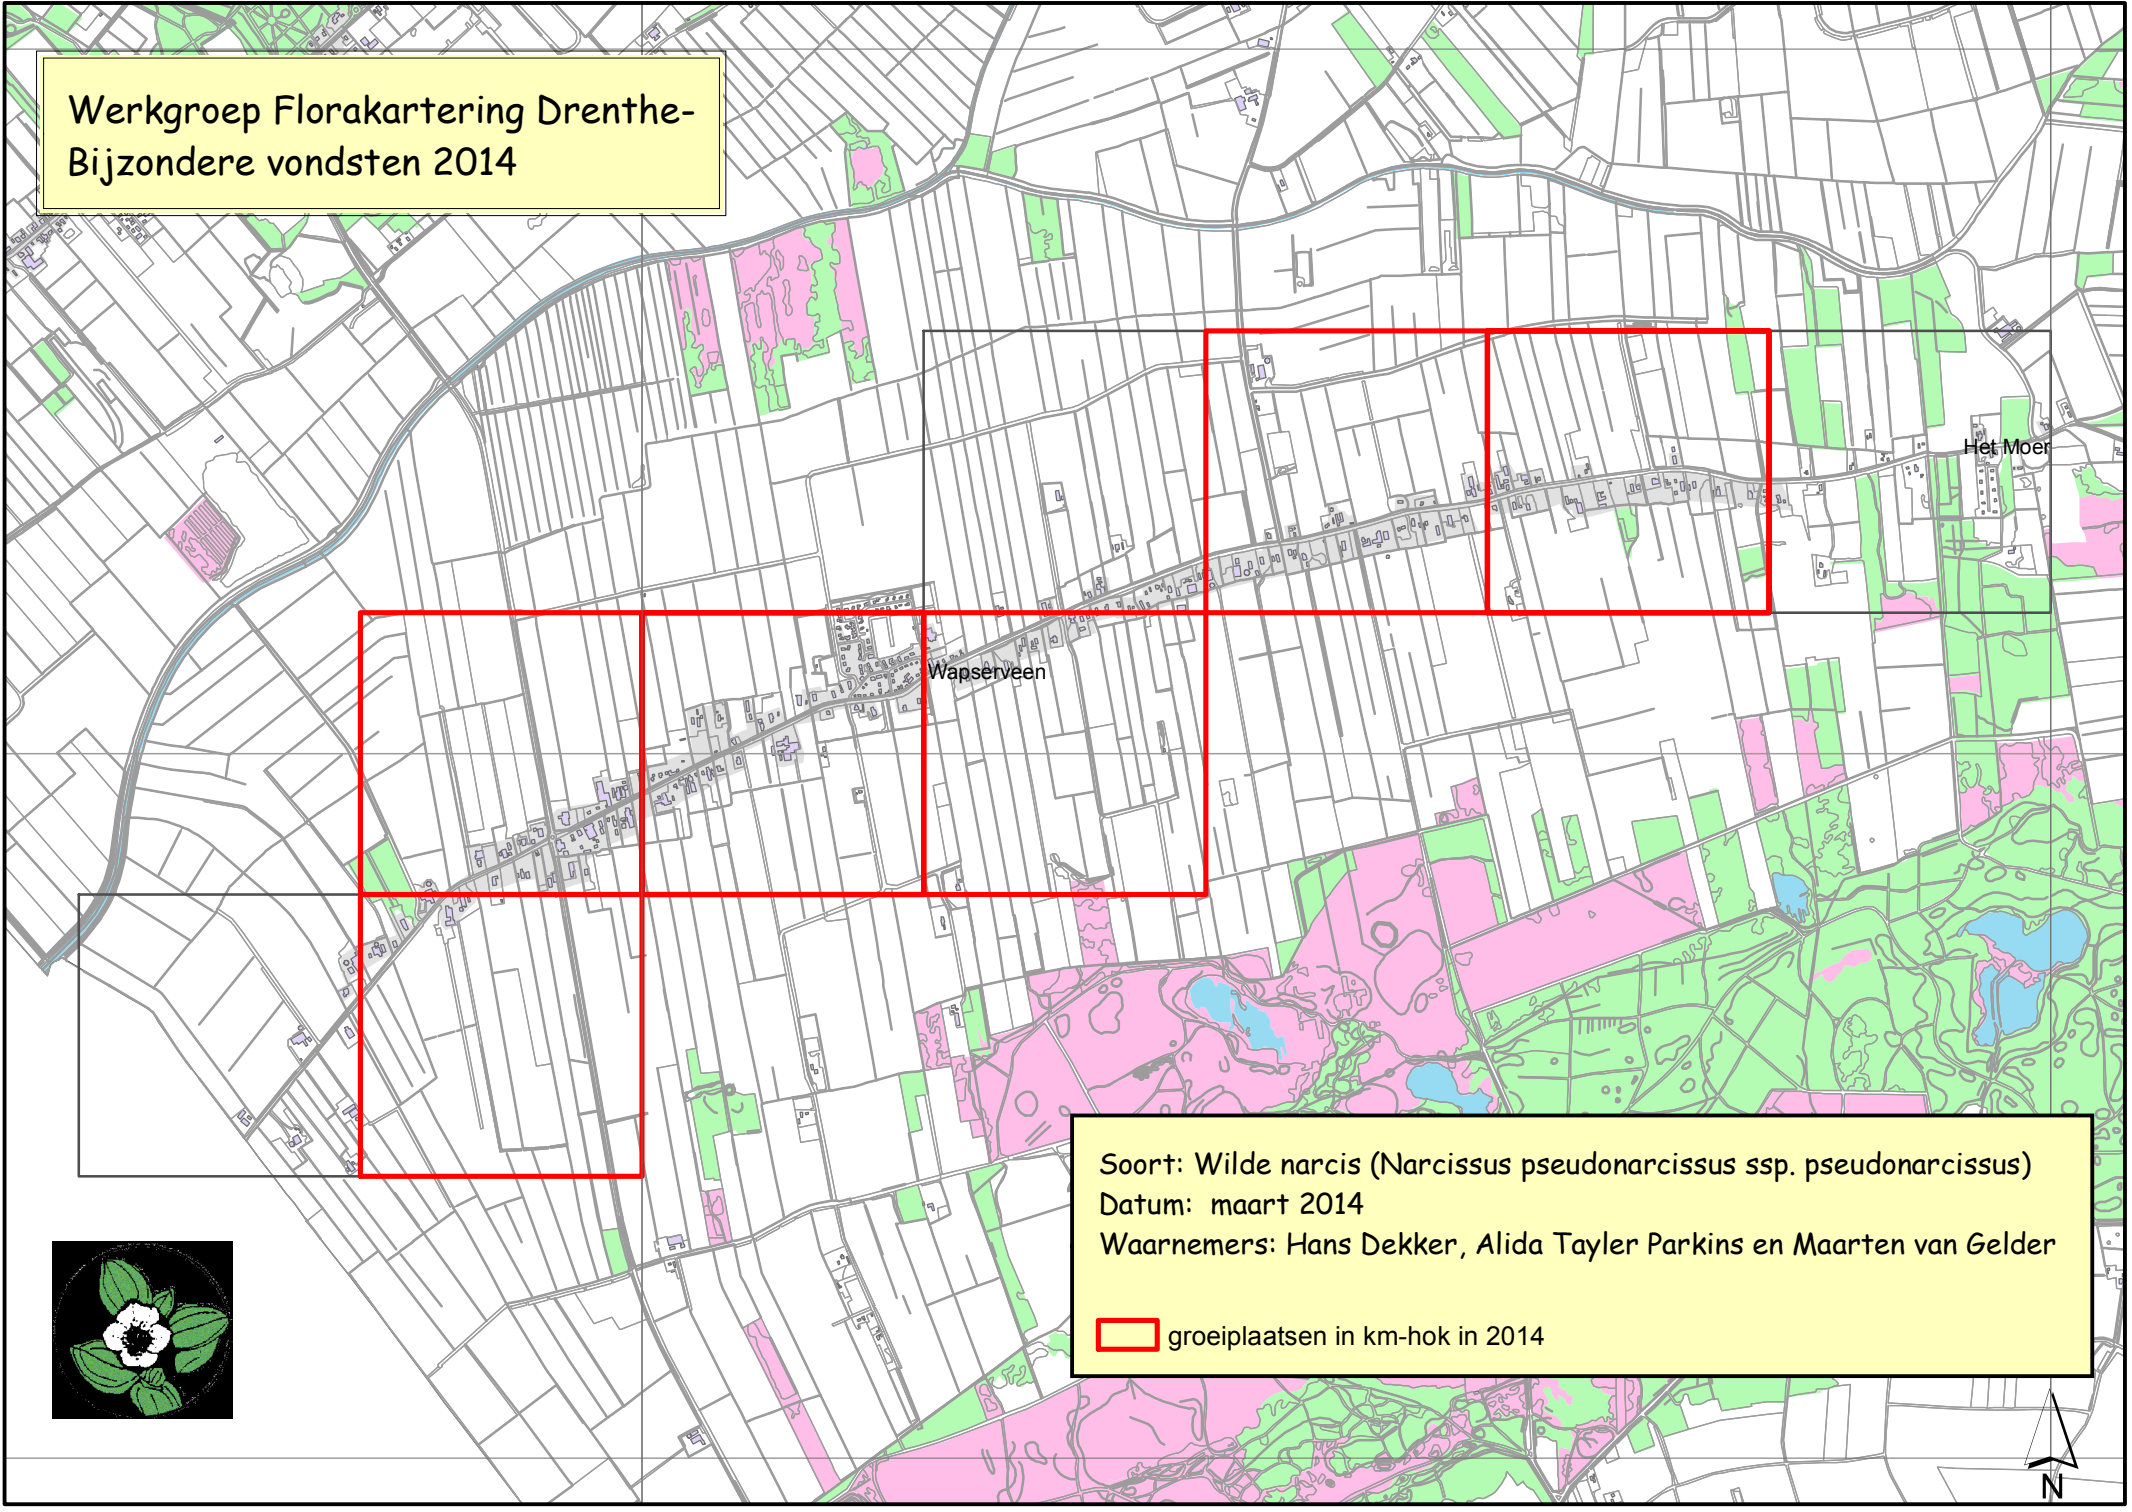 Werkgroep Florakartering Drenthe-
Bijzondere vondsten 2014
Het Moer
Wapserveen
Soort: Wilde narcis (Narcissus pseudonarcissus ssp. pseudonarcissus)
Datum: maart 2014
Waarnemers: Hans Dekker, Alida Tayler Parkins en Maarten van Gelder
groeiplaatsen in km-hok in 2014
N